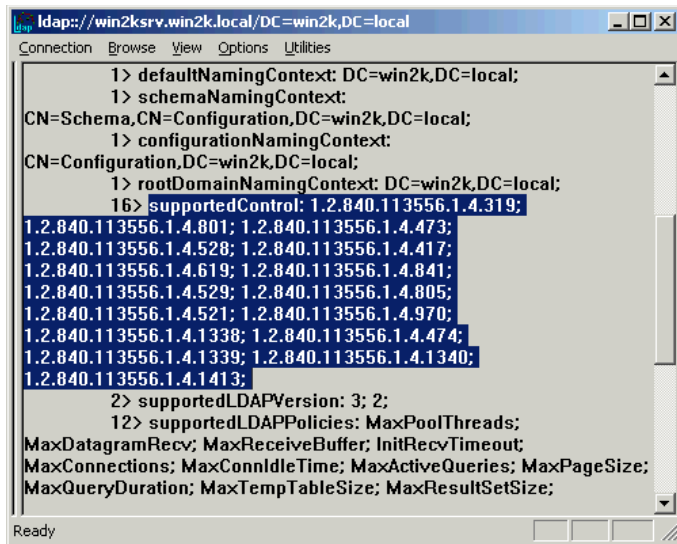 ldap ldap://win2ksrv.win2k.local/DC=win2k,DC=local
Connection Browse View Options Utilities
1> defaultNamingContext: DC=win2k,DC=local;
1> schemaNamingContext:
CN=Schema,CN=Configuration,DC=win2k,DC=local;
1> configurationNamingContext:
CN=Configuration,DC=win2k,DC=local;
1> rootDomainNamingContext: DC=win2k,DC=local;
16> supportedControl: 1.2.840.113556.1.4.319;
1.2.840.113556.1.4.801; 1.2.840.113556.1.4.473;
1.2.840.113556.1.4.528; 1.2.840.113556.1.4.417;
1.2.840.113556.1.4.619; 1.2.840.113556.1.4.841;
1.2.840.113556.1.4.529; 1.2.840.113556.1.4.805;
1.2.840.113556.1.4.521; 1.2.840.113556.1.4.970;
1.2.840.113556.1.4.1338; 1.2.840.113556.1.4.474;
1.2.840.113556.1.4.1339; 1.2.840.113556.1.4.1340;
1.2.840.113556.1.4.1413;
2> supportedLDAPVersion: 3; 2;
12> supportedLDAPPolicies: MaxPoolThreads;
MaxDatagramRecv; MaxReceiveBuffer; InitRecvTimeout;
MaxConnections; MaxConnIdleTime; MaxActiveQueries; MaxPageSize;
MaxQueryDuration; MaxTempTableSize; MaxResultSetSize;
Ready